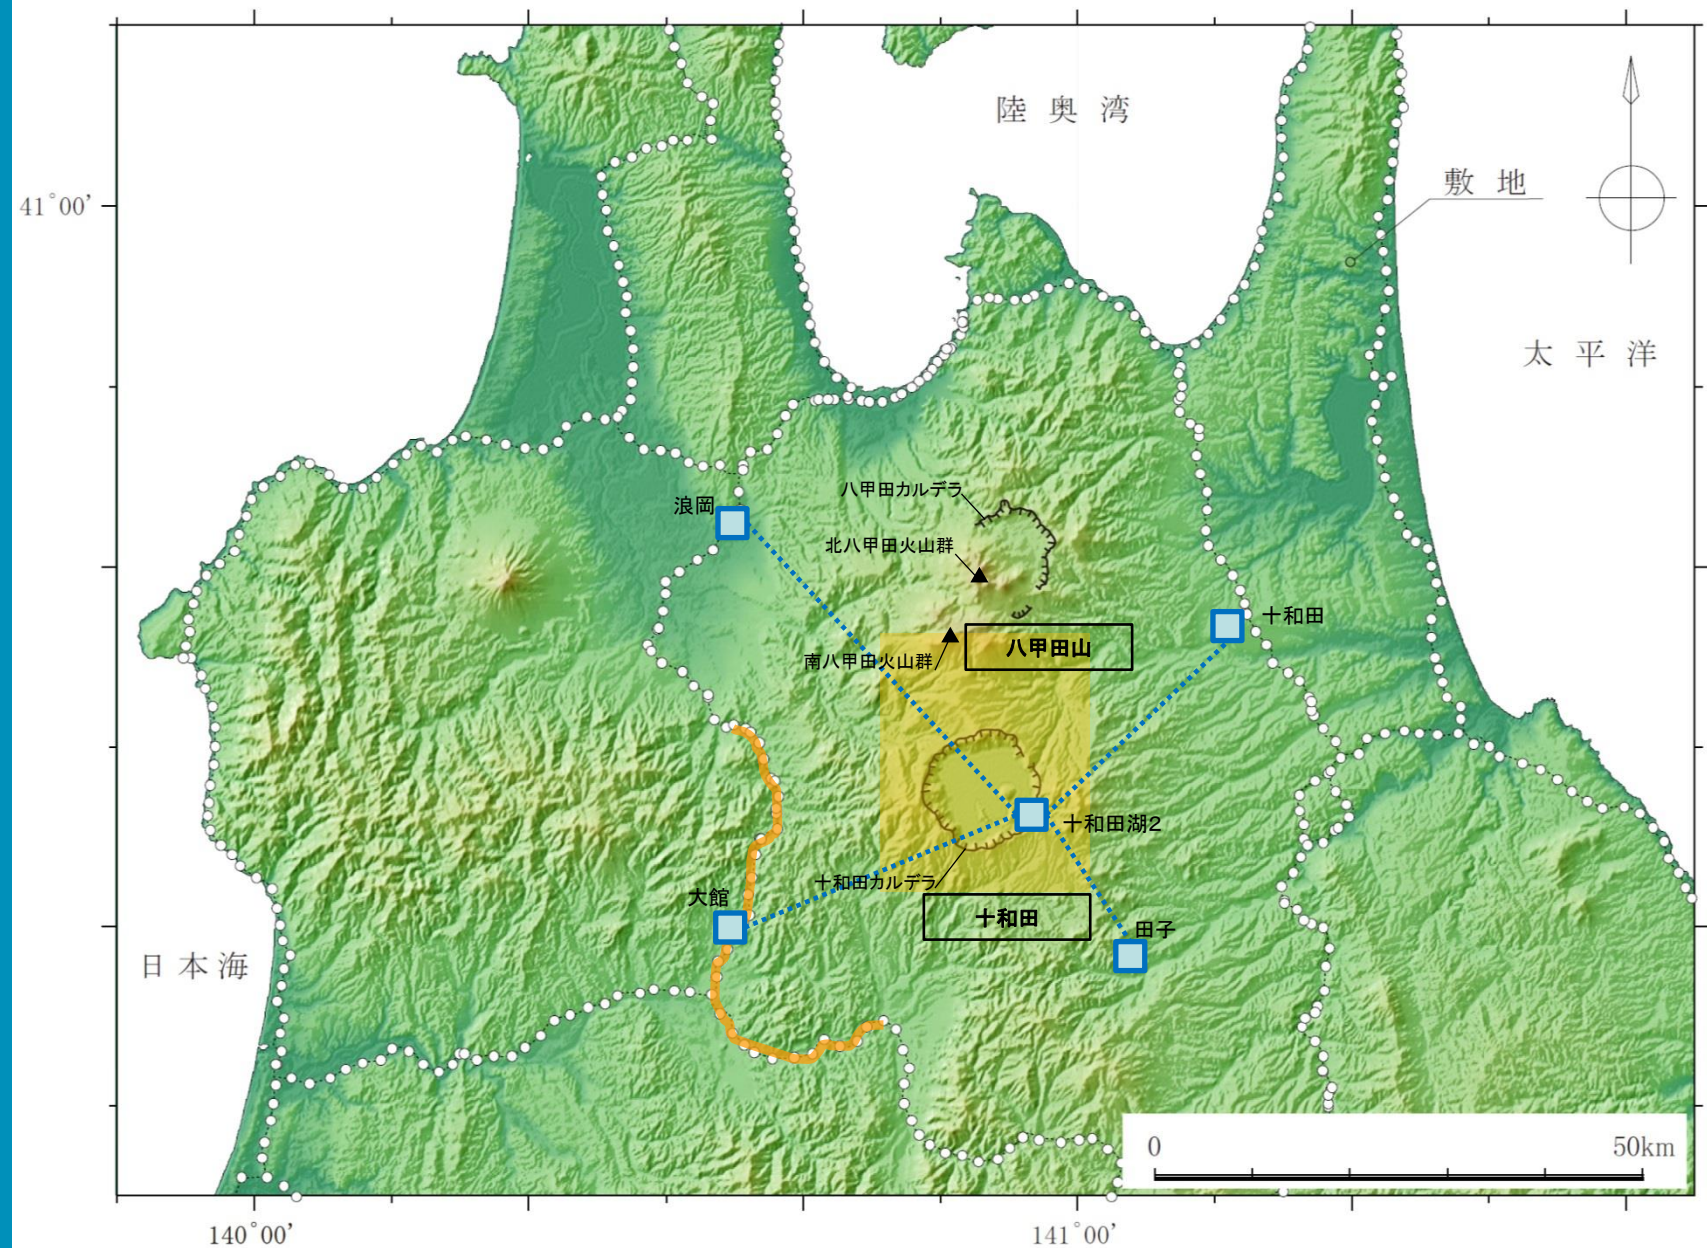 陸奥湾
41°00'
敷地
太平洋
八甲田カルデラ
浪岡
北八甲田火山群
十和田
八甲田山
南八甲田火山群
十和田湖2
十和田カルデラ
大館
十和田
田子
日本海
0 50km
140°00' 141°00'